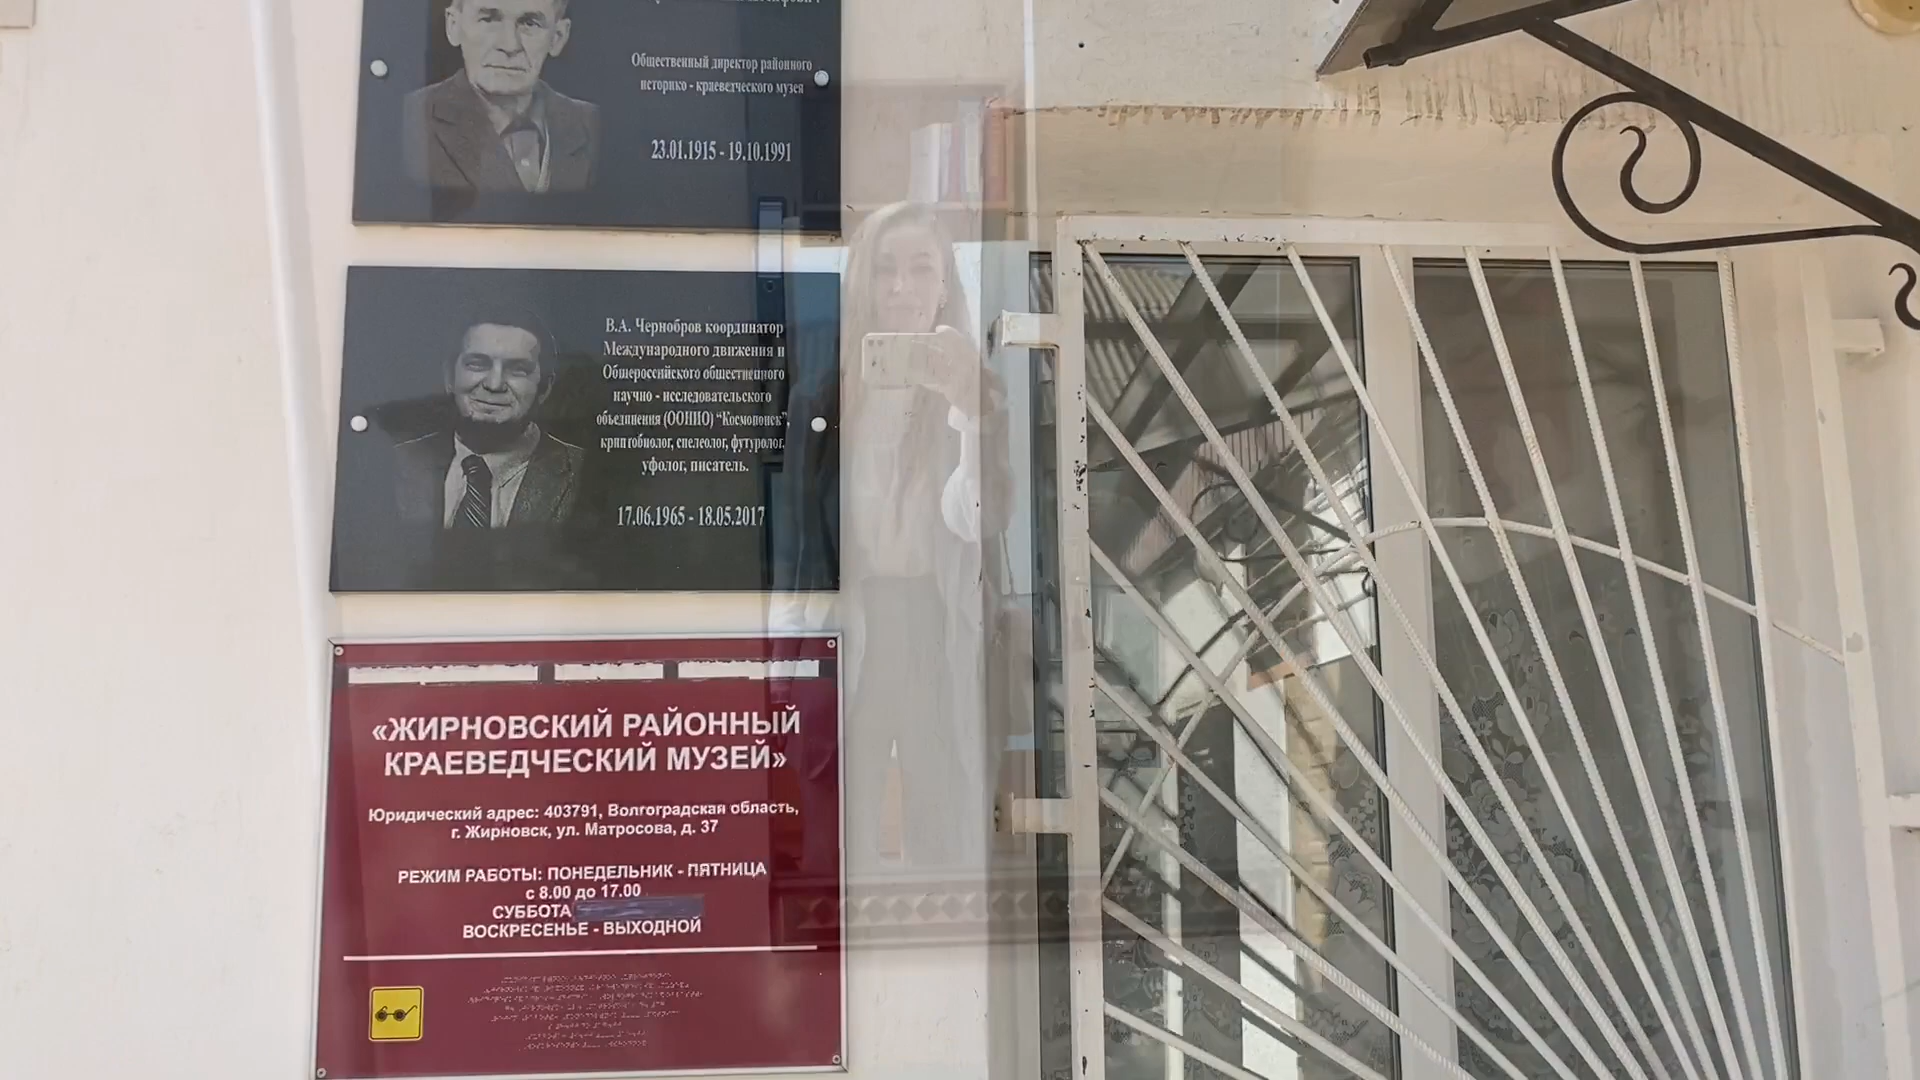 Общественный директор районного
историко - краеведческого музея
23.01.1915 - 19.10.1991
В.А. Чернобров координатор
Международного движения и
Общероссийского общественного
научно - исследовательского
объединения (ООНИО) “Космопоиск”,
криптобиолог, спелеолог, футуролог,
уфолог, писатель.
17.06.1965 - 18.05.2017
«ЖИРНОВСКИЙ РАЙОННЫЙ
КРАЕВЕДЧЕСКИЙ МУЗЕЙ»
Юридический адрес: 403791, Волгоградская область,
г. Жирновск, ул. Матросова, д. 37
РЕЖИМ РАБОТЫ: ПОНЕДЕЛЬНИК - ПЯТНИЦА
с 8.00 до 17.00
СУББОТА
ВОСКРЕСЕНЬЕ - ВЫХОДНОЙ